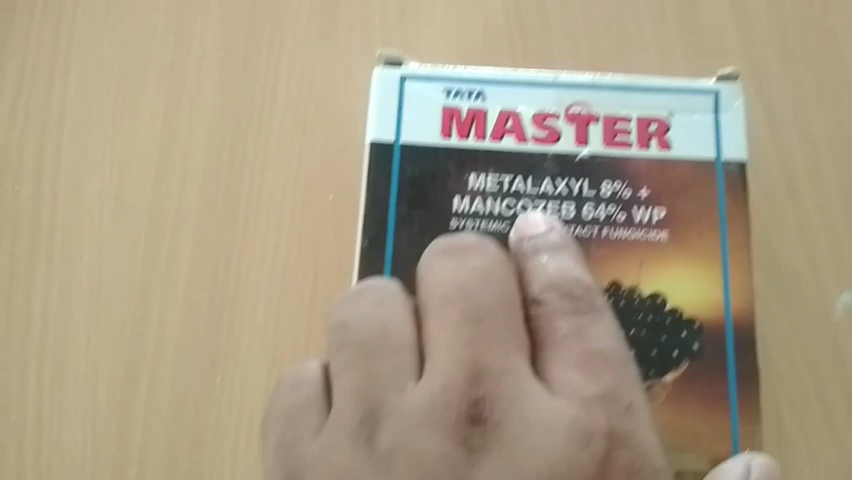 TATA
MASTER
METALAXYL 8% +
MANCOZEB 64% WP
SYSTEMIC FUNGICIDE